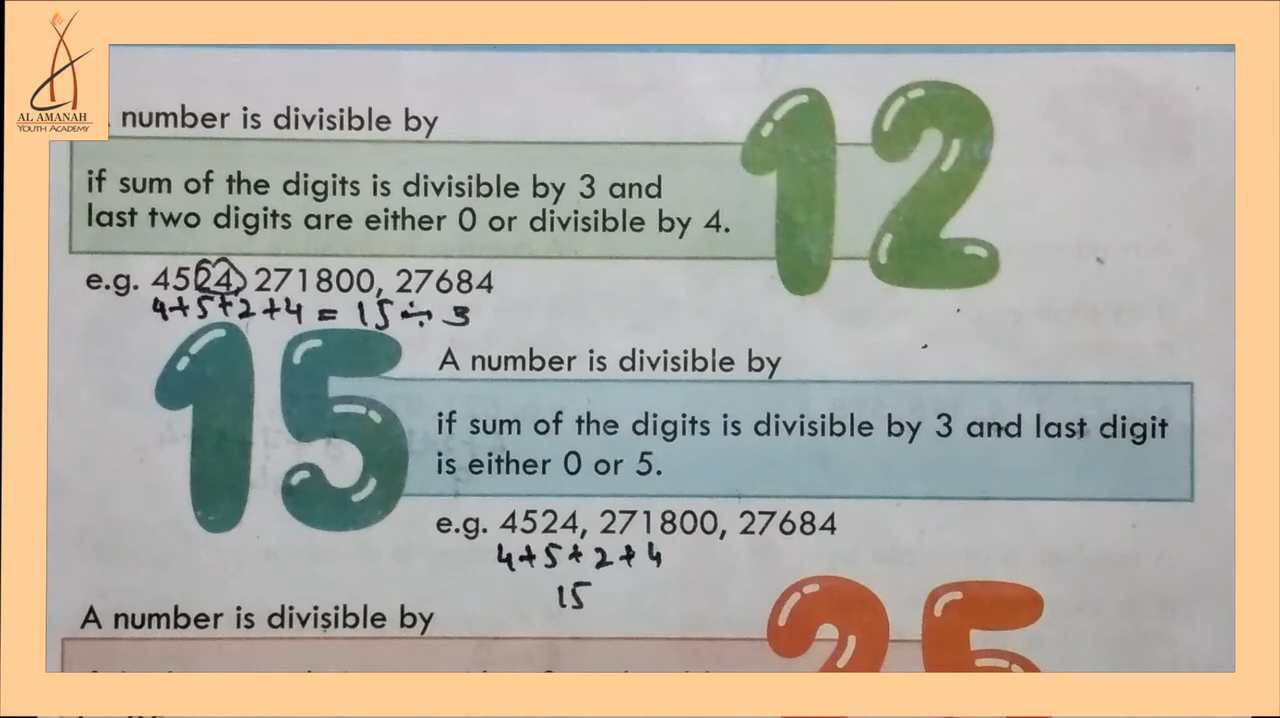 AL AMANAH
YOUTH ACADEMY
number is divisible by
12
if sum of the digits is divisible by 3 and
last two digits are either 0 or divisible by 4.
e.g. 4524, 271800, 27684
4+5+2+4 = 15 ÷ 3
15
A number is divisible by
if sum of the digits is divisible by 3 and last digit
is either 0 or 5.
e.g. 4524, 271800, 27684
4+5+2+4
15
A number is divisible by
25